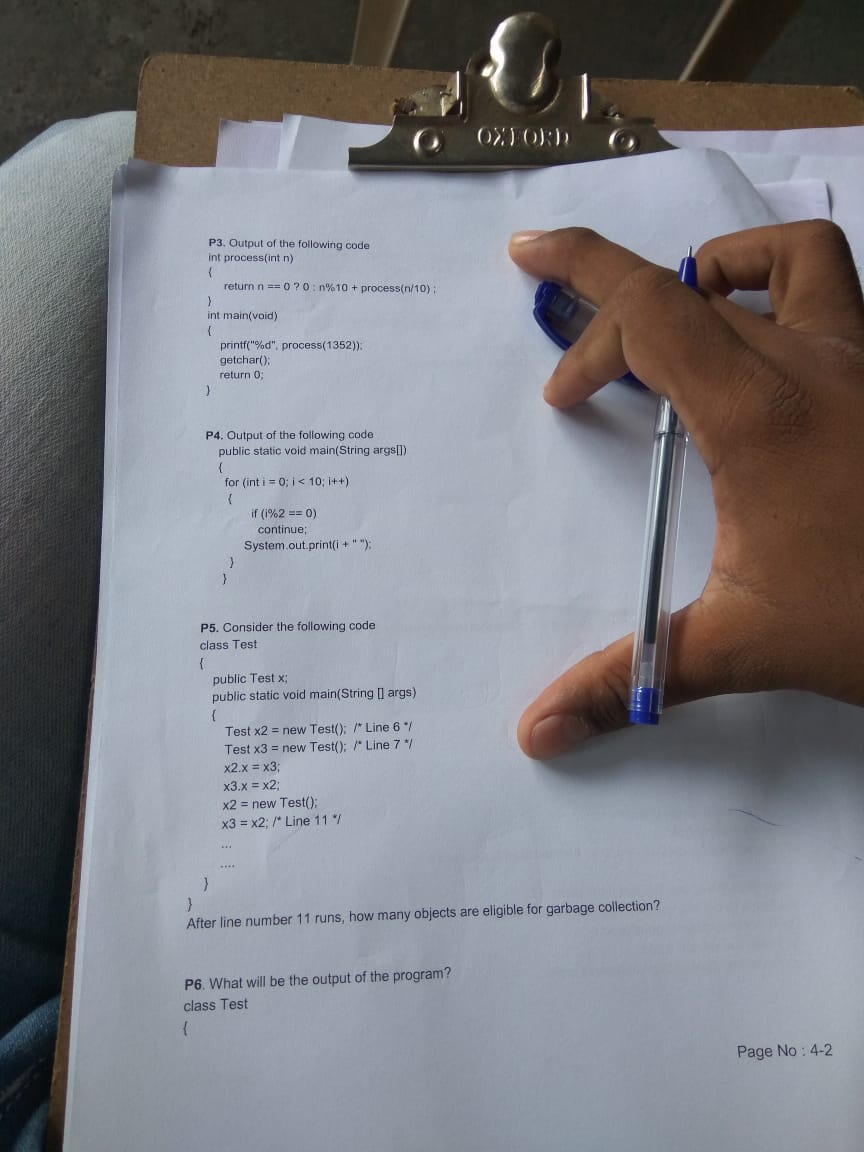 OXFORD
P3. Output of the following code
int process(int n)
{
return n == 0 ? 0 : n%10 + process(n/10) ;
}
int main(void)
{
printf("%d", process(1352));
getchar();
return 0;
}
P4. Output of the following code
public static void main(String args[])
{
for (int i = 0; i < 10; i++)
{
if (i%2 == 0)
continue;
System.out.print(i + " ");
}
}
P5. Consider the following code
class Test
{
public Test x;
public static void main(String [] args)
{
Test x2 = new Test(); /* Line 6 */
Test x3 = new Test(); /* Line 7 */
x2.x = x3;
x3.x = x2;
x2 = new Test();
x3 = x2; /* Line 11 */
...
....
}
}
After line number 11 runs, how many objects are eligible for garbage collection?
P6. What will be the output of the program?
class Test
{
Page No : 4-2